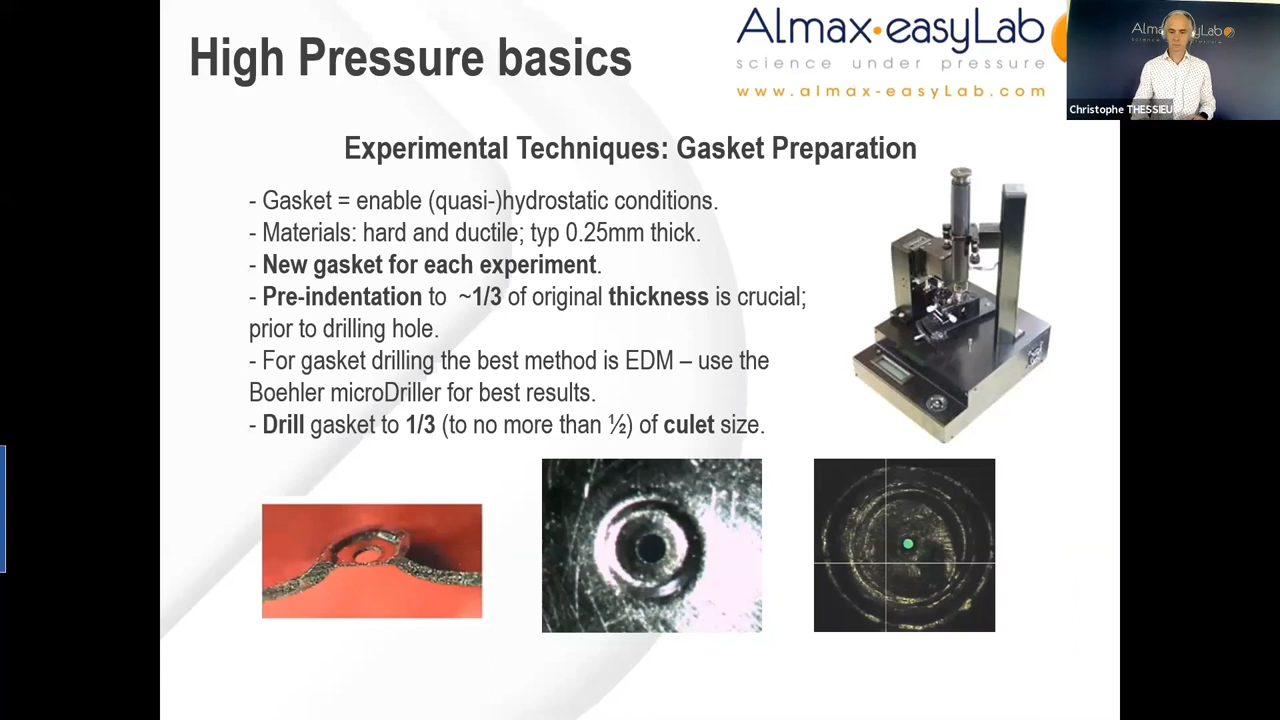 High Pressure basics
Almax·easyLab
science under pressure
www.almax-easyLab.com
Almax easyLab
Christophe THESSIEU
Experimental Techniques: Gasket Preparation
- Gasket = enable (quasi-)hydrostatic conditions.
- Materials: hard and ductile; typ 0.25mm thick.
- New gasket for each experiment.
- Pre-indentation to ~1/3 of original thickness is crucial;
prior to drilling hole.
- For gasket drilling the best method is EDM – use the
Boehler microDriller for best results.
- Drill gasket to 1/3 (to no more than ½) of culet size.